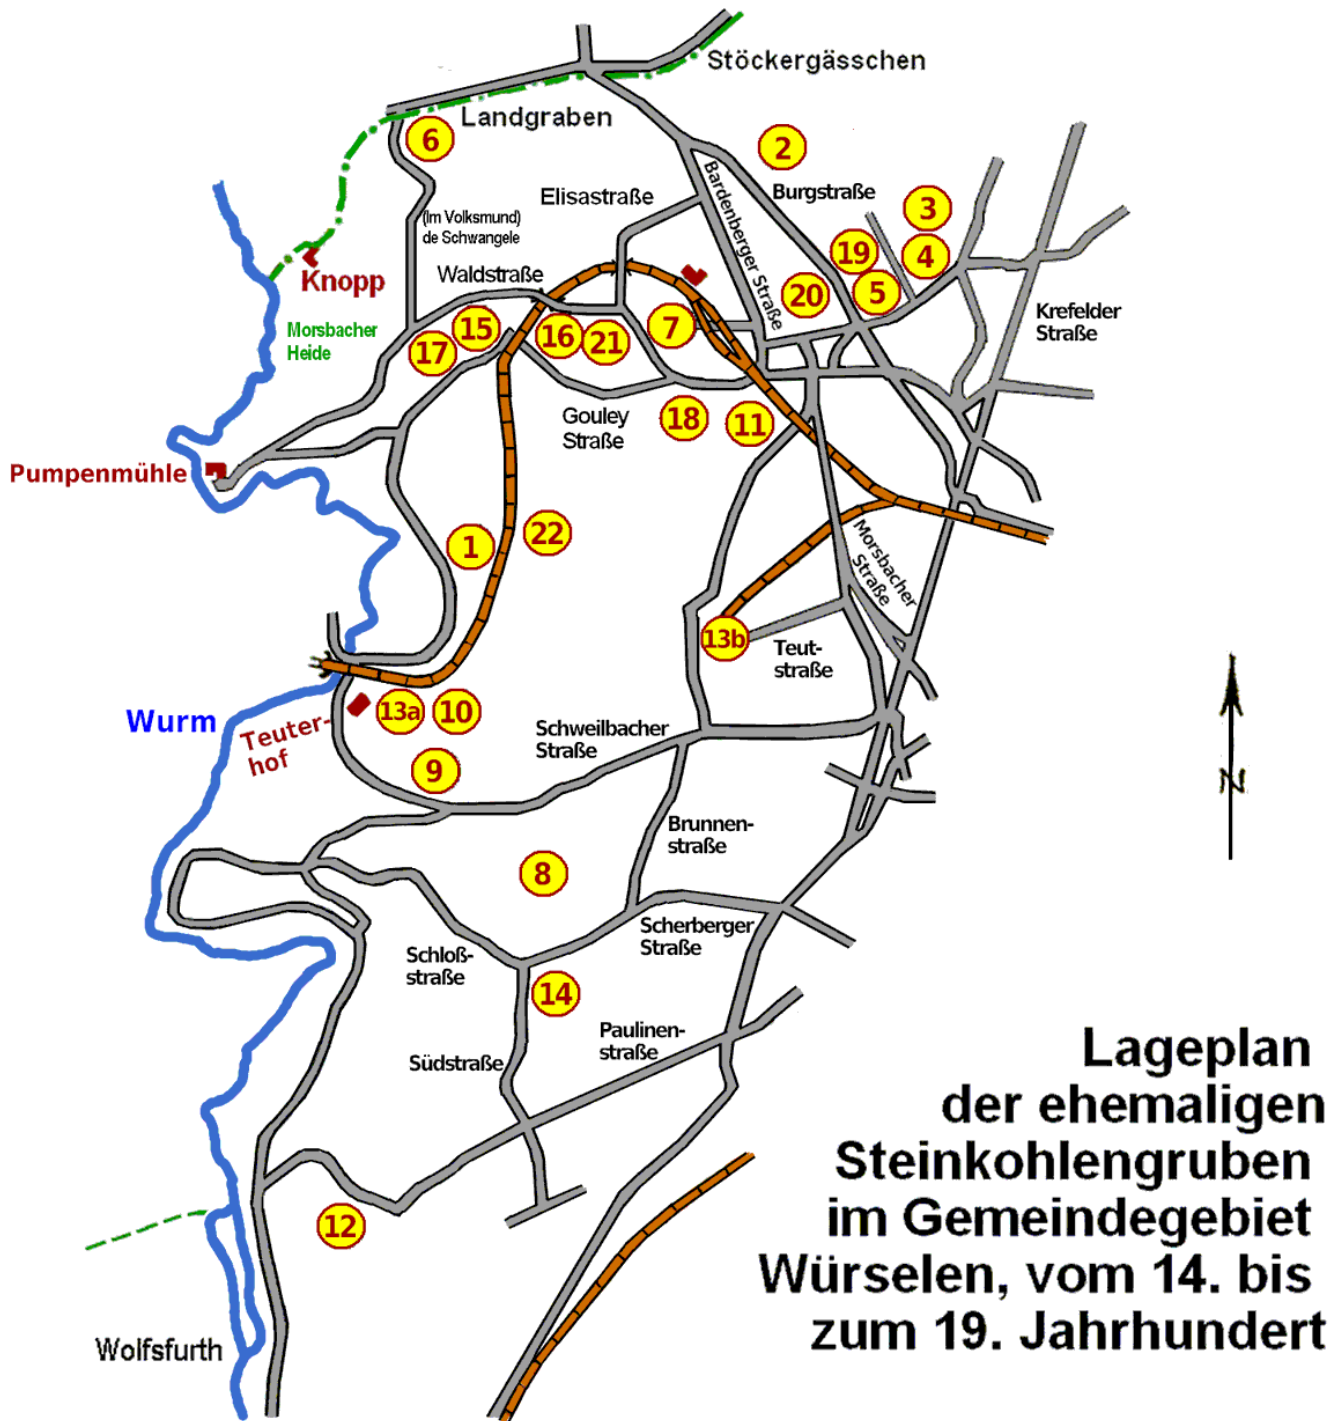 Stöckergässchen
Landgraben
6
2
Bardenberger Straße
Burgstraße
Elisastraße
3
(Im Volksmund)
de Schwangele
19
4
Knopp
Waldstraße
20
5
Morsbacher
Heide
Krefelder
Straße
15
17
16
21
7
Gouley
Straße
18
11
Pumpenmühle
1
22
Morsbacher
Straße
13b
Teut-
straße
Wurm
Teuter-
hof
13a
10
Schweilbacher
Straße
9
N
Brunnen-
straße
8
Scherberger
Straße
Schloß-
straße
14
Paulinen-
straße
Südstraße
12
Wolfsfurth
Lageplan
der ehemaligen
Steinkohlengruben
im Gemeindegebiet
Würselen, vom 14. bis
zum 19. Jahrhundert